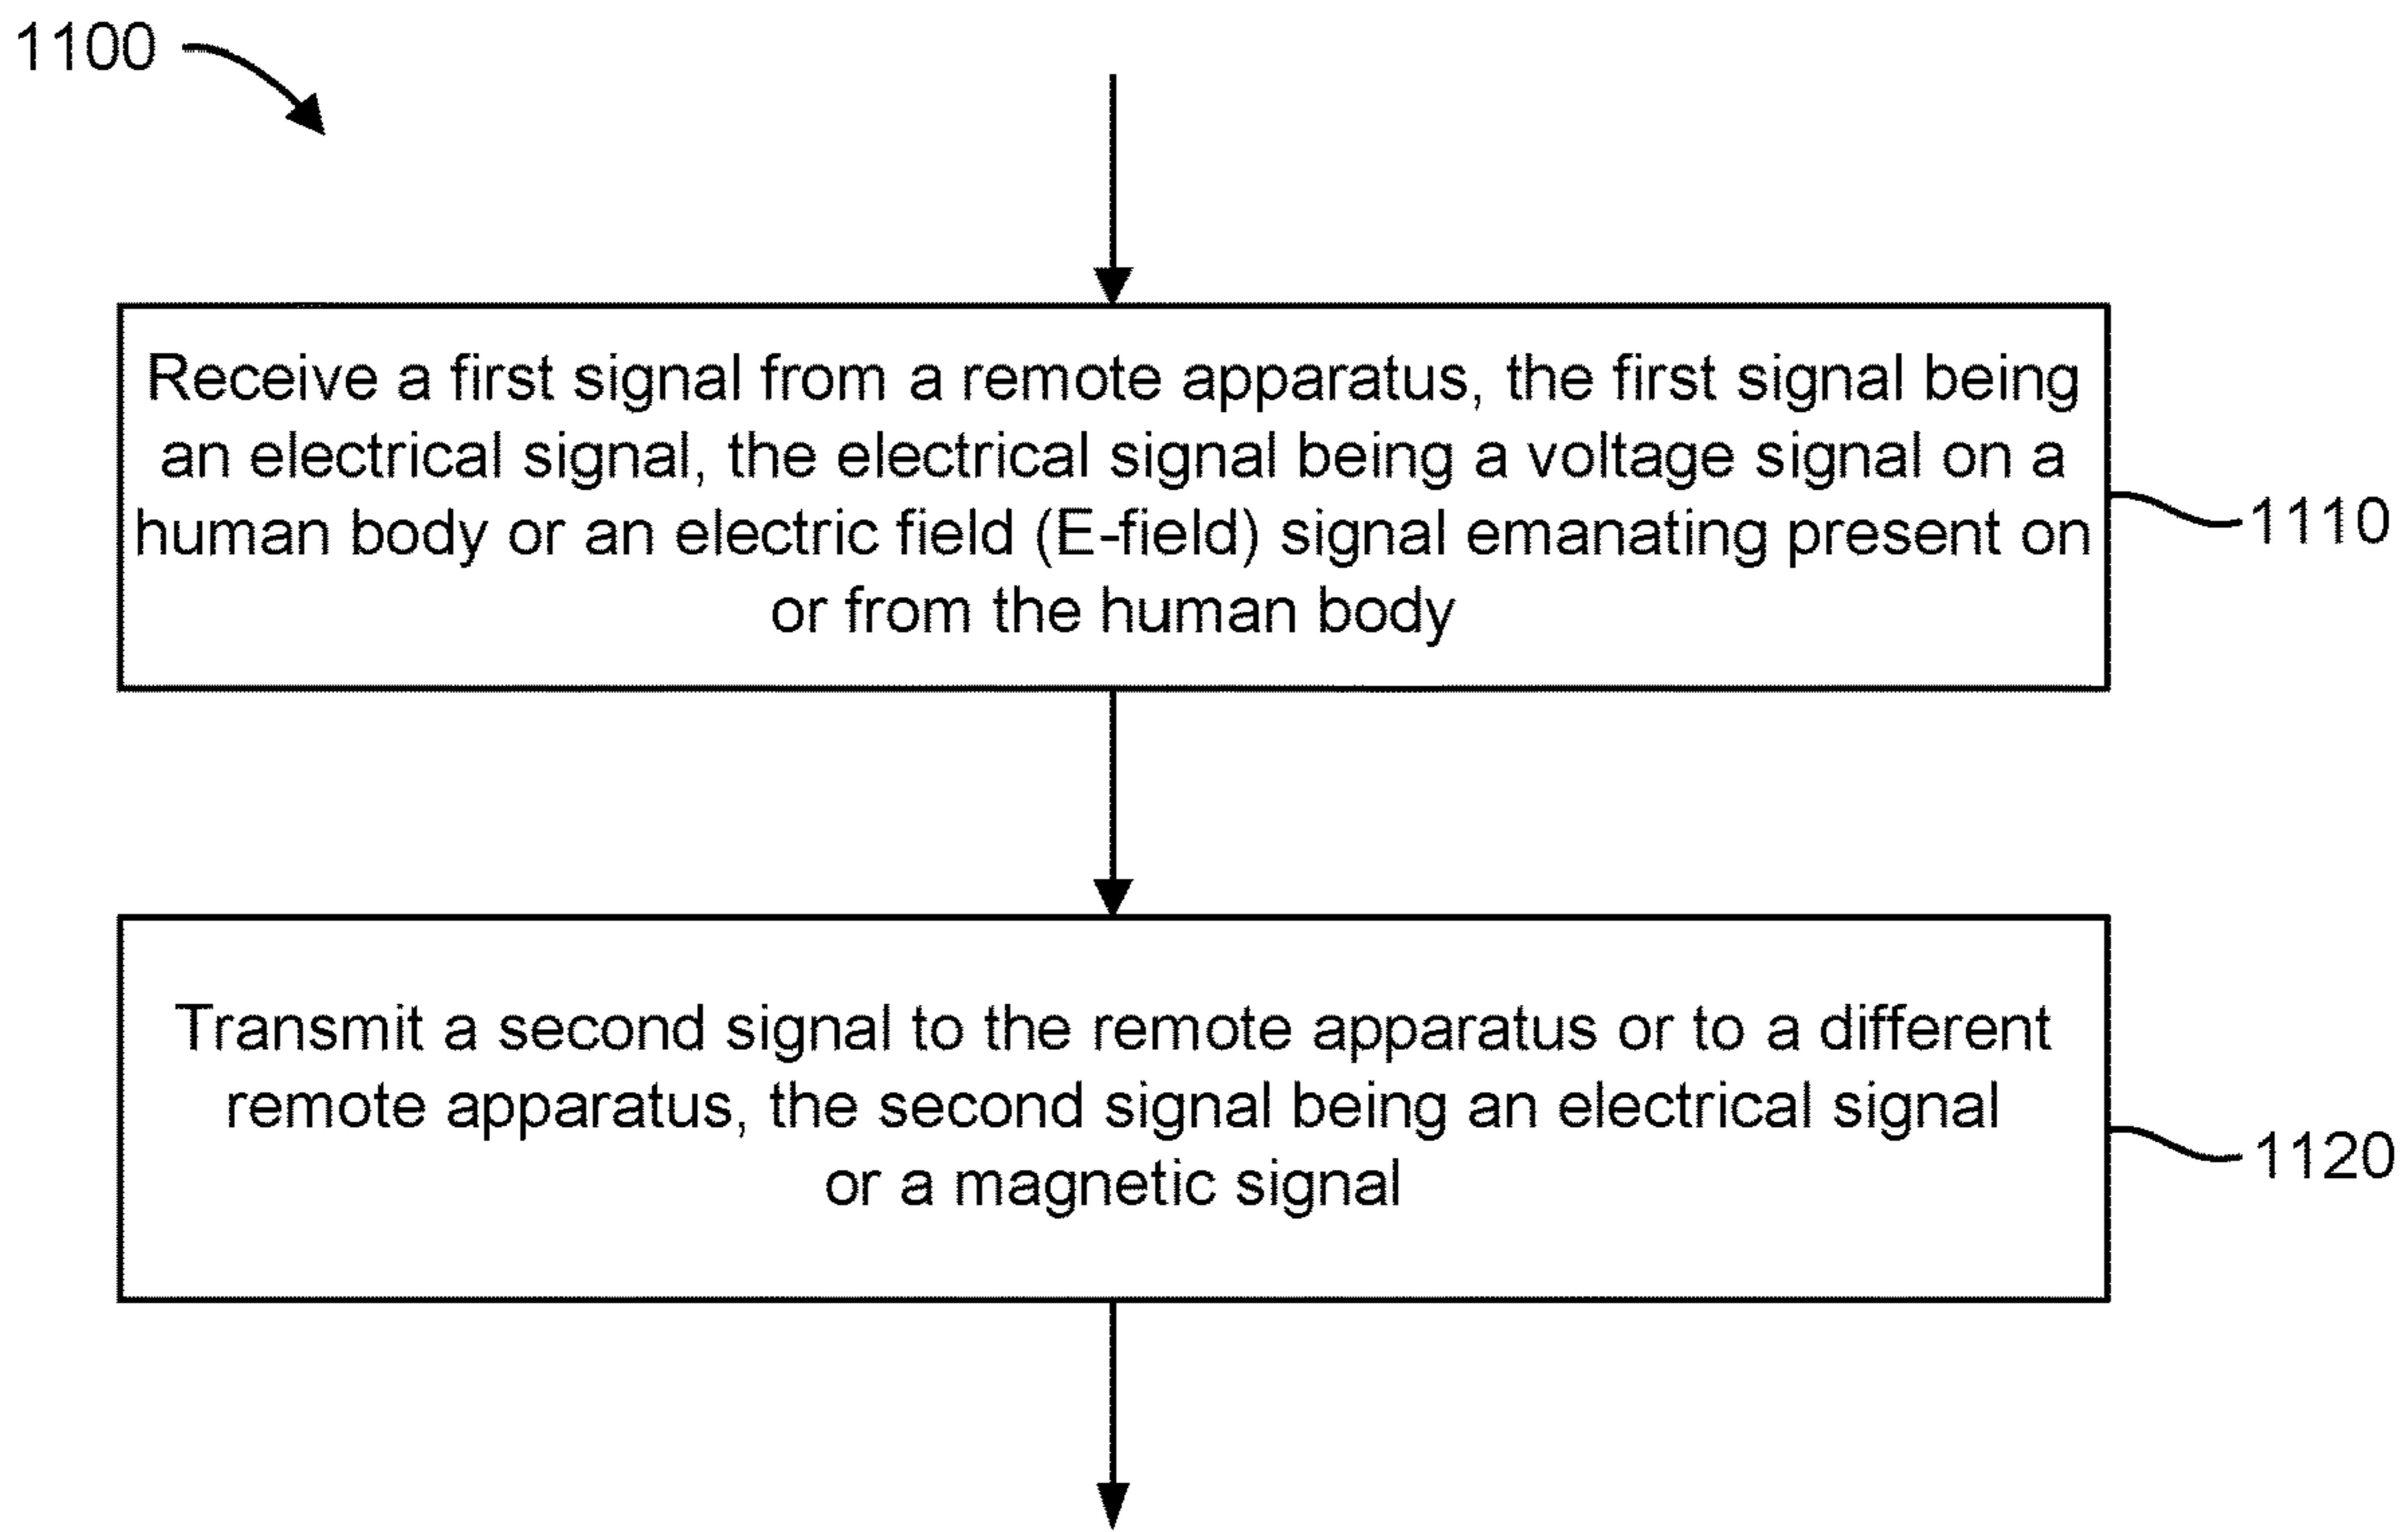 1100
Receive a first signal from a remote apparatus, the first signal being
an electrical signal, the electrical signal being a voltage signal on a
human body or an electric field (E-field) signal emanating present on
or from the human body
1110
Transmit a second signal to the remote apparatus or to a different
remote apparatus, the second signal being an electrical signal
or a magnetic signal
1120